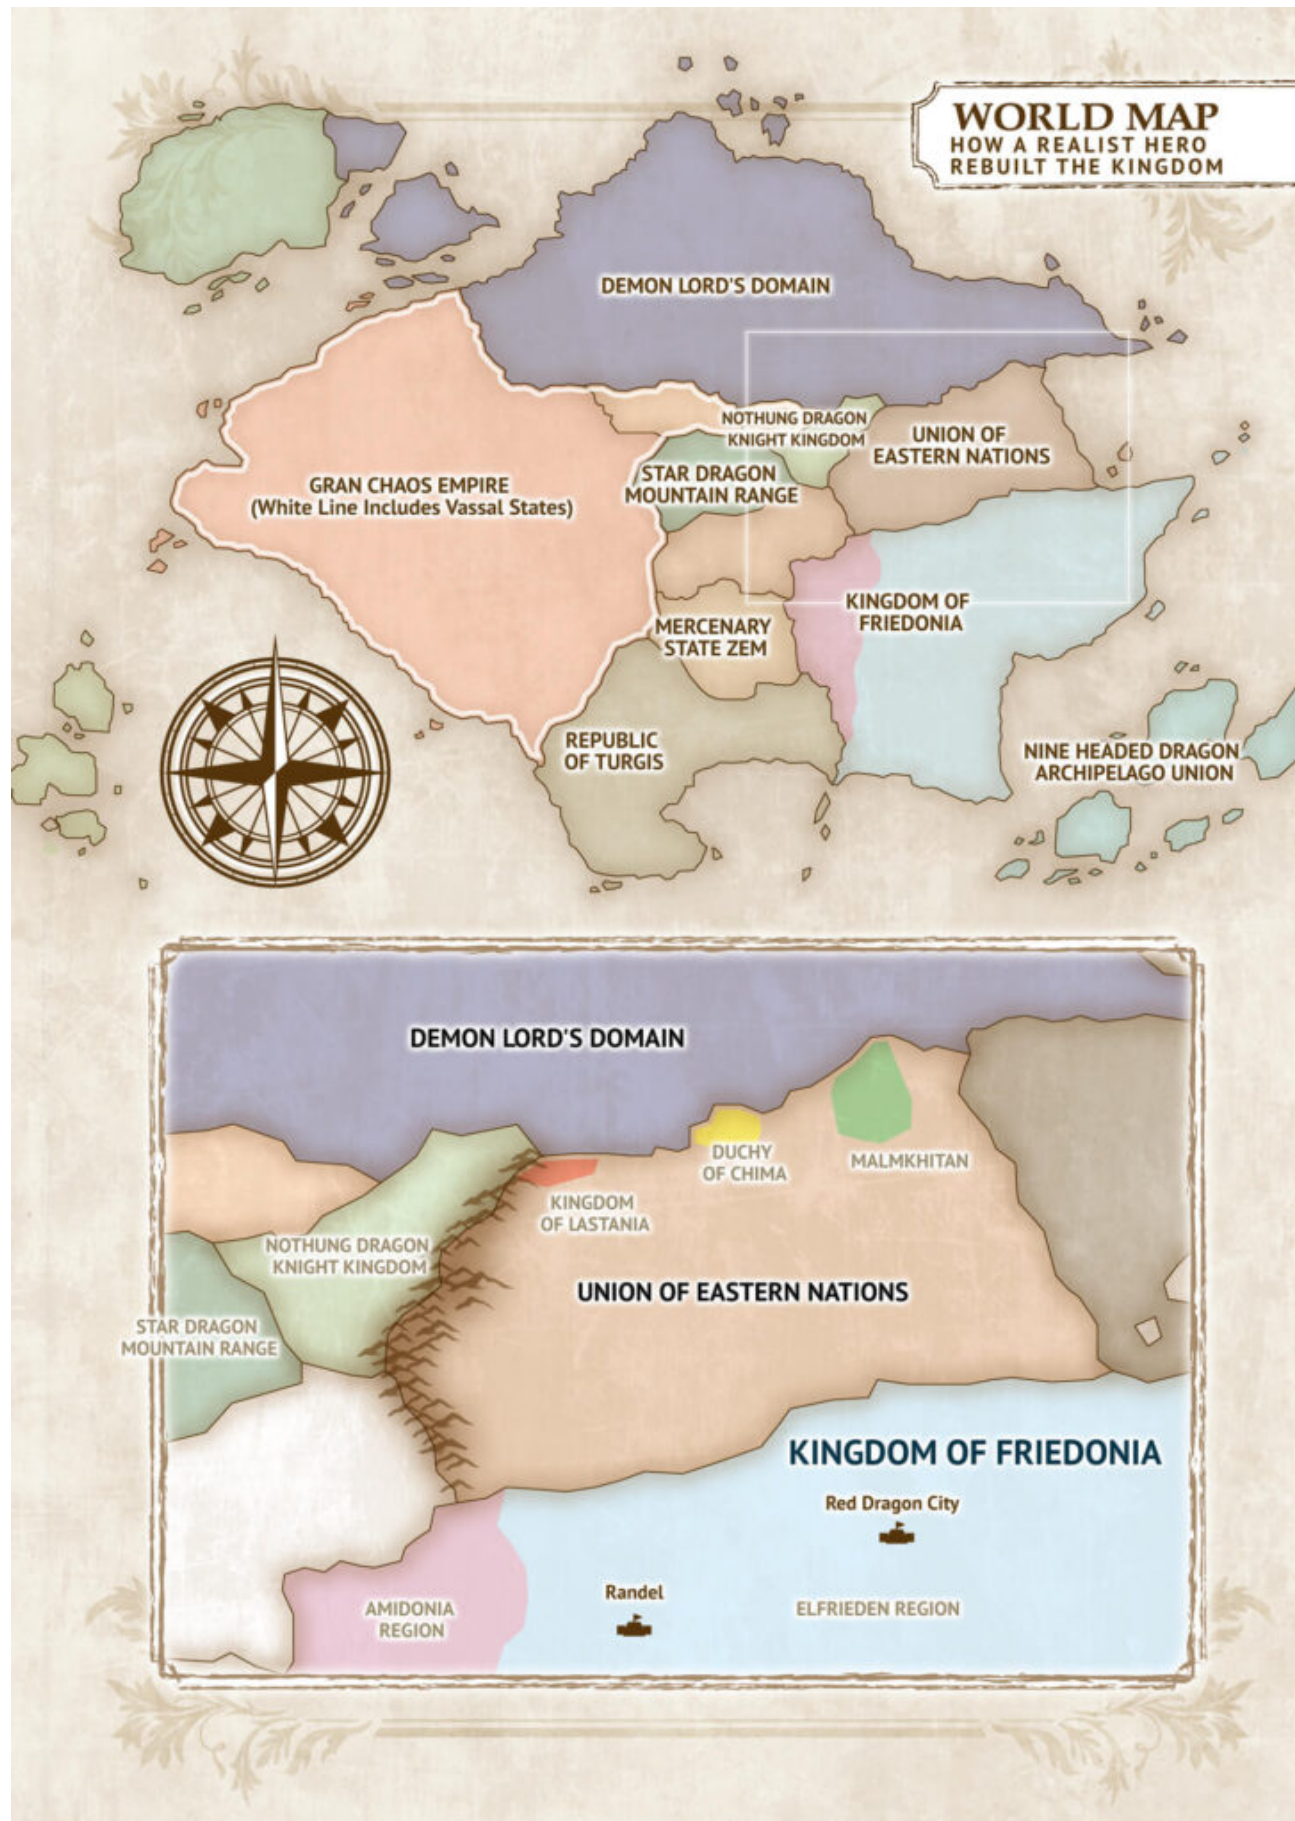 WORLD MAP
HOW A REALIST HERO
REBUILT THE KINGDOM
DEMON LORD'S DOMAIN
NOTHUNG DRAGON
KNIGHT KINGDOM
UNION OF
EASTERN NATIONS
STAR DRAGON
MOUNTAIN RANGE
GRAN CHAOS EMPIRE
(White Line Includes Vassal States)
KINGDOM OF
FRIEDONIA
MERCENARY
STATE ZEM
REPUBLIC
OF TURGIS
NINE HEADED DRAGON
ARCHIPELAGO UNION
DEMON LORD'S DOMAIN
DUCHY
OF CHIMA
MALMKHITAN
KINGDOM
OF LASTANIA
NOTHUNG DRAGON
KNIGHT KINGDOM
UNION OF EASTERN NATIONS
STAR DRAGON
MOUNTAIN RANGE
KINGDOM OF FRIEDONIA
Red Dragon City
Randel
AMIDONIA
REGION
ELFRIEDEN REGION